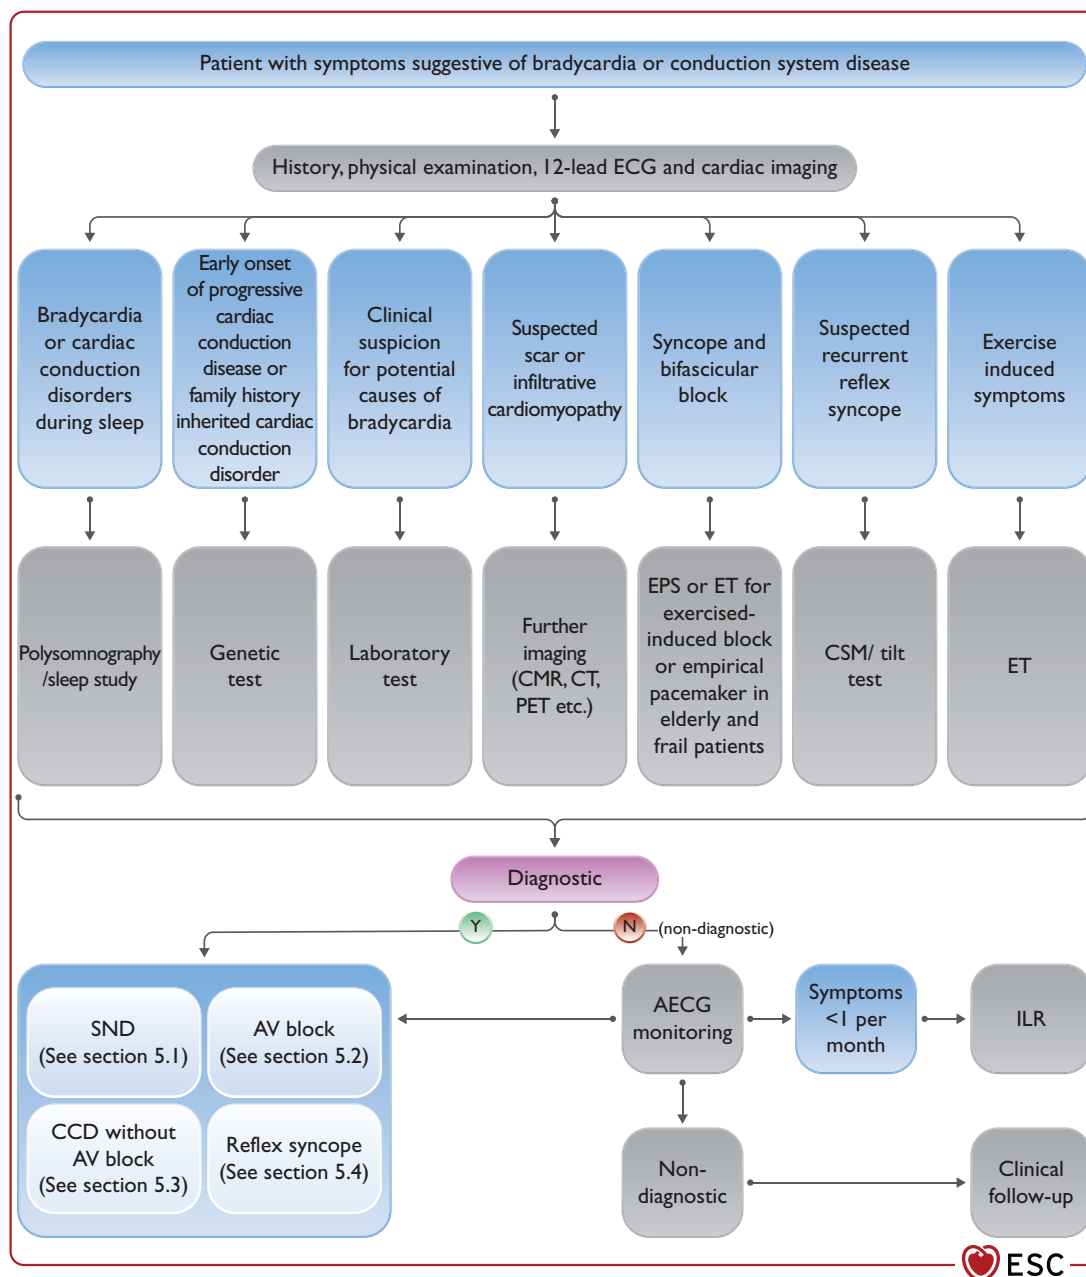 Patient with symptoms suggestive of bradycardia or conduction system disease
History, physical examination, 12-lead ECG and cardiac imaging
Bradycardia
or cardiac
conduction
disorders
during sleep
Early onset
of progressive
cardiac
conduction
disease or
family history
inherited cardiac
conduction
disorder
Clinical
suspicion
for potential
causes of
bradycardia
Suspected
scar or
infiltrative
cardiomyopathy
Syncope and
bifascicular
block
Suspected
recurrent
reflex
syncope
Exercise
induced
symptoms
Polysomnography
/sleep study
Genetic
test
Laboratory
test
Further
imaging
(CMR, CT,
PET etc.)
EPS or ET for
exercised-
induced block
or empirical
pacemaker in
elderly and
frail patients
CSM/ tilt
test
ET
Diagnostic
Y
N
(non-diagnostic)
SND
(See section 5.1)
AV block
(See section 5.2)
CCD without
AV block
(See section 5.3)
Reflex syncope
(See section 5.4)
AECG
monitoring
Symptoms
<1 per
month
ILR
Non-
diagnostic
Clinical
follow-up
ESC